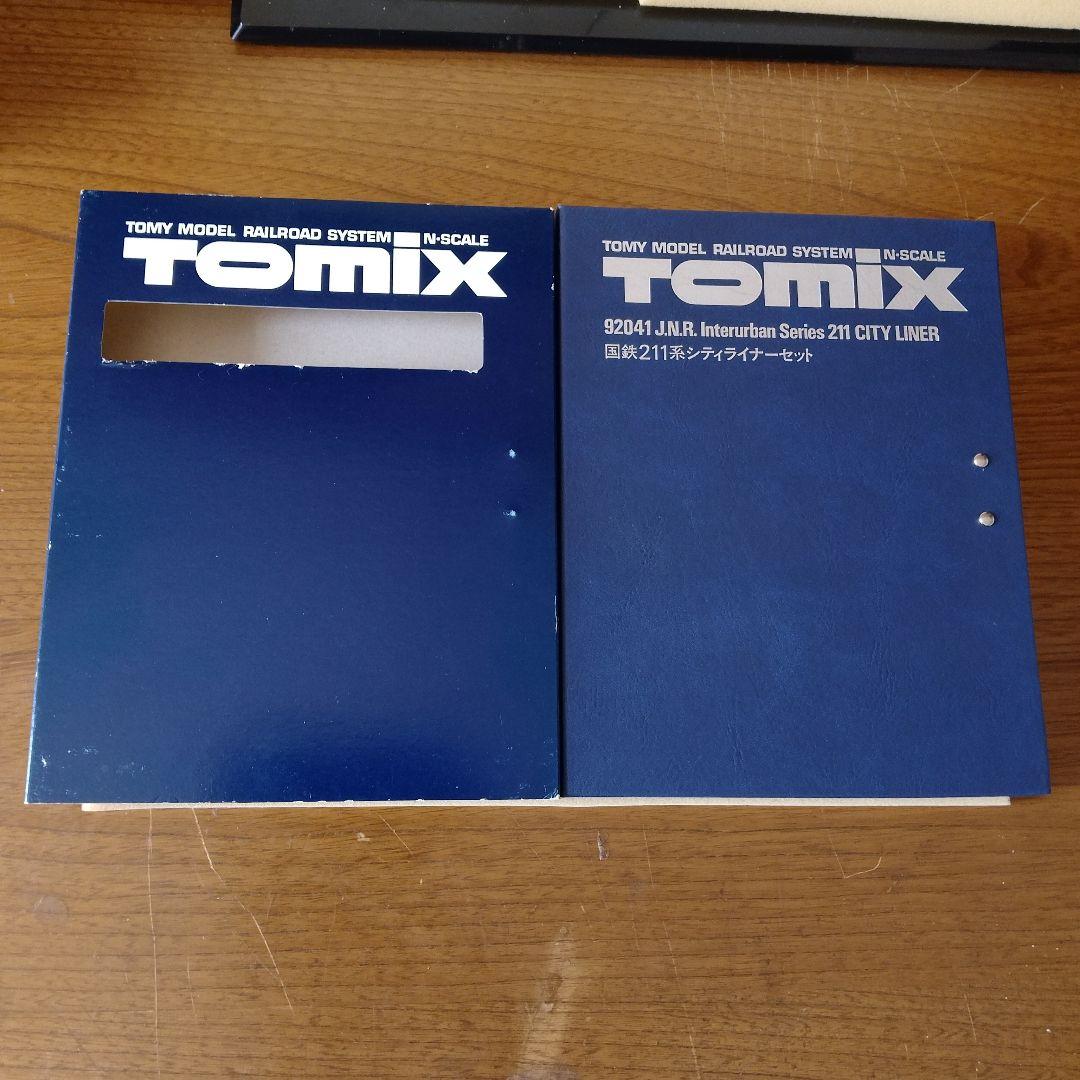 TOMY MODEL RAILROAD SYSTEM N·SCALE
TOMIX
TOMY MODEL RAILROAD SYSTEM N·SCALE
TOMIX
92041 J.N.R. Interurban Series 211 CITY LINER
国鉄211系シティライナーセット